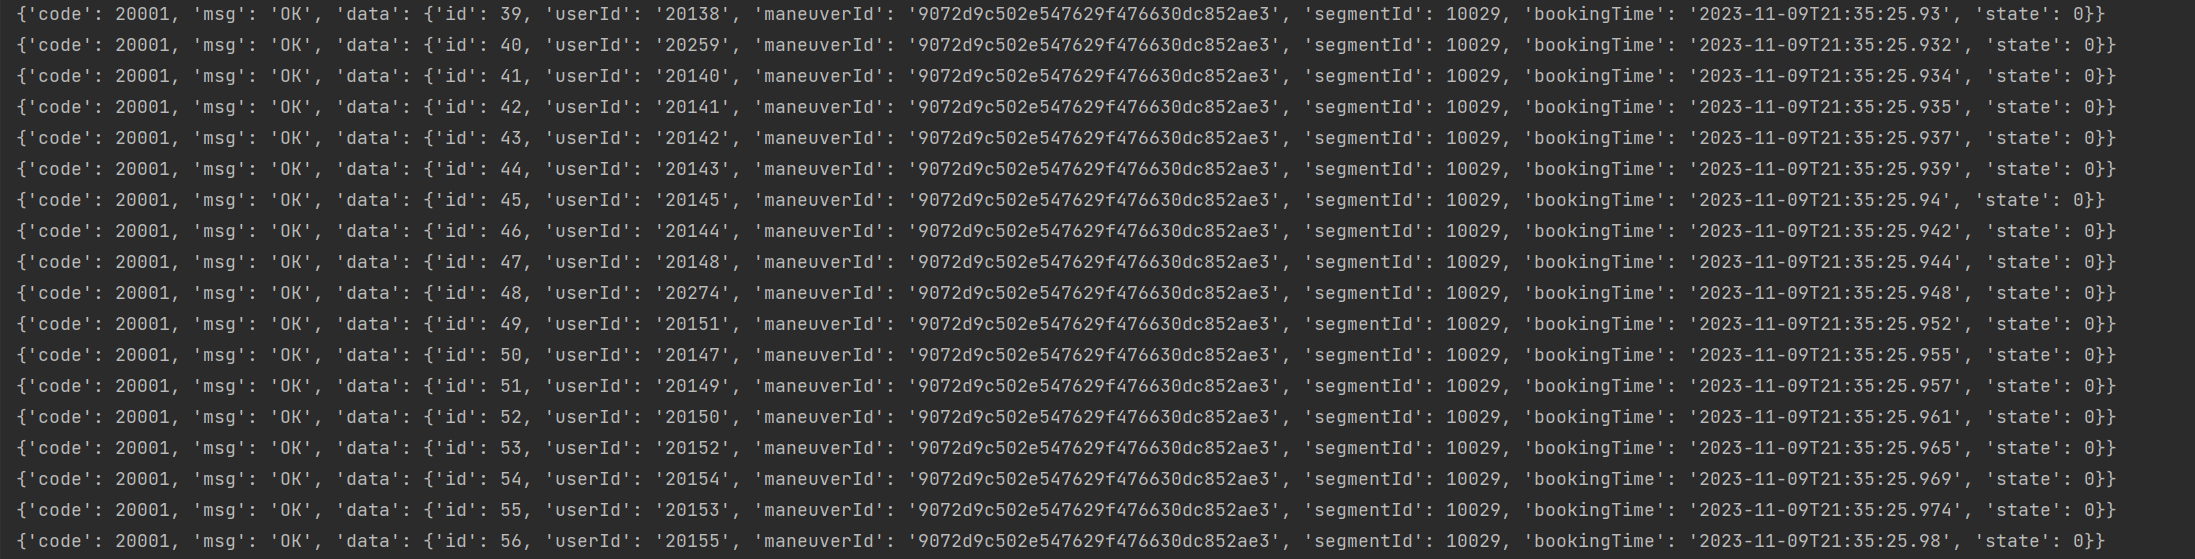 {'code': 20001, 'msg': 'OK', 'data': {'id': 39, 'userId': '20138', 'maneuverId': '9072d9c502e547629f476630dc852ae3', 'segmentId': 10029, 'bookingTime': '2023-11-09T21:35:25.93', 'state': 0}}
{'code': 20001, 'msg': 'OK', 'data': {'id': 40, 'userId': '20259', 'maneuverId': '9072d9c502e547629f476630dc852ae3', 'segmentId': 10029, 'bookingTime': '2023-11-09T21:35:25.932', 'state': 0}}
{'code': 20001, 'msg': 'OK', 'data': {'id': 41, 'userId': '20140', 'maneuverId': '9072d9c502e547629f476630dc852ae3', 'segmentId': 10029, 'bookingTime': '2023-11-09T21:35:25.934', 'state': 0}}
{'code': 20001, 'msg': 'OK', 'data': {'id': 42, 'userId': '20141', 'maneuverId': '9072d9c502e547629f476630dc852ae3', 'segmentId': 10029, 'bookingTime': '2023-11-09T21:35:25.935', 'state': 0}}
{'code': 20001, 'msg': 'OK', 'data': {'id': 43, 'userId': '20142', 'maneuverId': '9072d9c502e547629f476630dc852ae3', 'segmentId': 10029, 'bookingTime': '2023-11-09T21:35:25.937', 'state': 0}}
{'code': 20001, 'msg': 'OK', 'data': {'id': 44, 'userId': '20143', 'maneuverId': '9072d9c502e547629f476630dc852ae3', 'segmentId': 10029, 'bookingTime': '2023-11-09T21:35:25.939', 'state': 0}}
{'code': 20001, 'msg': 'OK', 'data': {'id': 45, 'userId': '20145', 'maneuverId': '9072d9c502e547629f476630dc852ae3', 'segmentId': 10029, 'bookingTime': '2023-11-09T21:35:25.94', 'state': 0}}
{'code': 20001, 'msg': 'OK', 'data': {'id': 46, 'userId': '20144', 'maneuverId': '9072d9c502e547629f476630dc852ae3', 'segmentId': 10029, 'bookingTime': '2023-11-09T21:35:25.942', 'state': 0}}
{'code': 20001, 'msg': 'OK', 'data': {'id': 47, 'userId': '20148', 'maneuverId': '9072d9c502e547629f476630dc852ae3', 'segmentId': 10029, 'bookingTime': '2023-11-09T21:35:25.944', 'state': 0}}
{'code': 20001, 'msg': 'OK', 'data': {'id': 48, 'userId': '20274', 'maneuverId': '9072d9c502e547629f476630dc852ae3', 'segmentId': 10029, 'bookingTime': '2023-11-09T21:35:25.948', 'state': 0}}
{'code': 20001, 'msg': 'OK', 'data': {'id': 49, 'userId': '20151', 'maneuverId': '9072d9c502e547629f476630dc852ae3', 'segmentId': 10029, 'bookingTime': '2023-11-09T21:35:25.952', 'state': 0}}
{'code': 20001, 'msg': 'OK', 'data': {'id': 50, 'userId': '20147', 'maneuverId': '9072d9c502e547629f476630dc852ae3', 'segmentId': 10029, 'bookingTime': '2023-11-09T21:35:25.955', 'state': 0}}
{'code': 20001, 'msg': 'OK', 'data': {'id': 51, 'userId': '20149', 'maneuverId': '9072d9c502e547629f476630dc852ae3', 'segmentId': 10029, 'bookingTime': '2023-11-09T21:35:25.957', 'state': 0}}
{'code': 20001, 'msg': 'OK', 'data': {'id': 52, 'userId': '20150', 'maneuverId': '9072d9c502e547629f476630dc852ae3', 'segmentId': 10029, 'bookingTime': '2023-11-09T21:35:25.961', 'state': 0}}
{'code': 20001, 'msg': 'OK', 'data': {'id': 53, 'userId': '20152', 'maneuverId': '9072d9c502e547629f476630dc852ae3', 'segmentId': 10029, 'bookingTime': '2023-11-09T21:35:25.965', 'state': 0}}
{'code': 20001, 'msg': 'OK', 'data': {'id': 54, 'userId': '20154', 'maneuverId': '9072d9c502e547629f476630dc852ae3', 'segmentId': 10029, 'bookingTime': '2023-11-09T21:35:25.969', 'state': 0}}
{'code': 20001, 'msg': 'OK', 'data': {'id': 55, 'userId': '20153', 'maneuverId': '9072d9c502e547629f476630dc852ae3', 'segmentId': 10029, 'bookingTime': '2023-11-09T21:35:25.974', 'state': 0}}
{'code': 20001, 'msg': 'OK', 'data': {'id': 56, 'userId': '20155', 'maneuverId': '9072d9c502e547629f476630dc852ae3', 'segmentId': 10029, 'bookingTime': '2023-11-09T21:35:25.98', 'state': 0}}